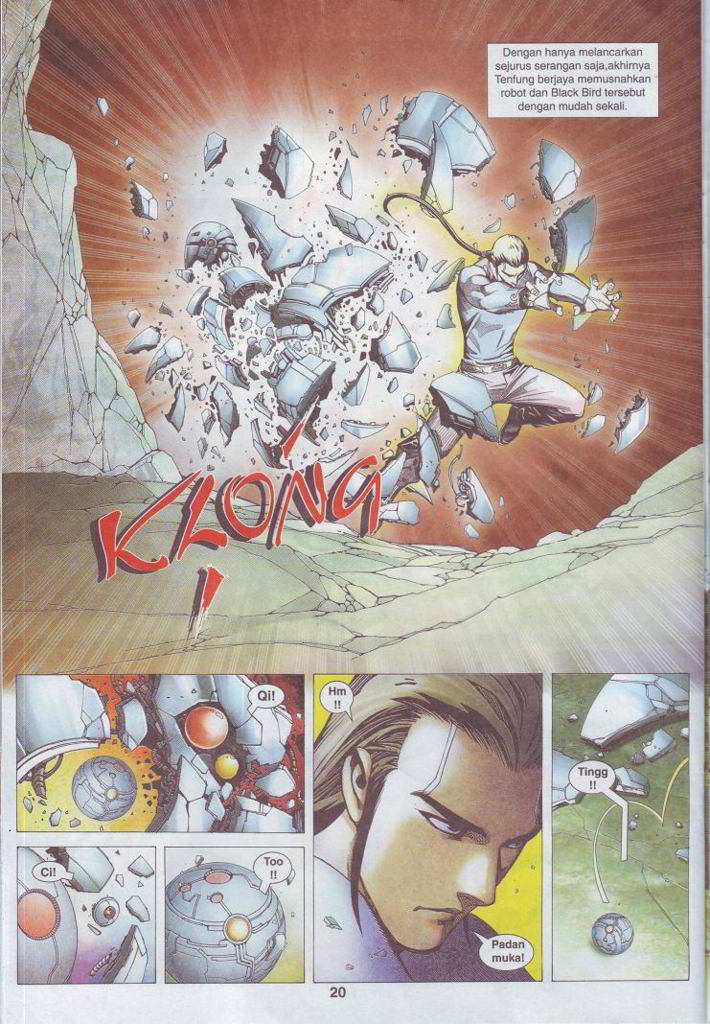 Dengan hanya melancarkan
sejurus serangan saja,akhirnya
Tenfung berjaya memusnahkan
robot dan Black Bird tersebut
dengan mudah sekali.
KLONG
!
Qi!
Hm
!!
Tingg
!!
Ci!
Too
!!
Padan
muka!
20